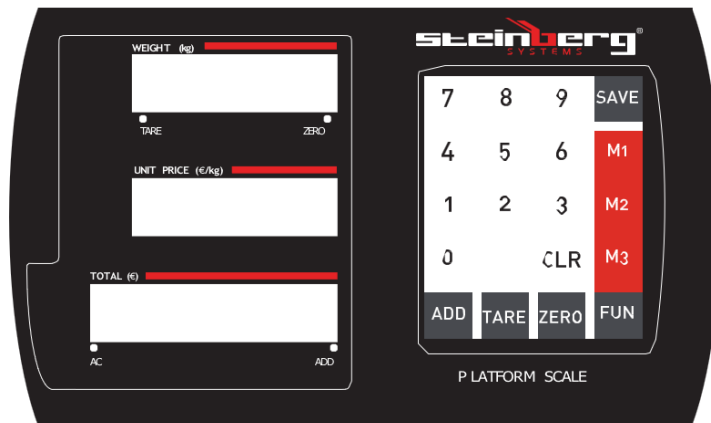 WEIGHT (kg)
TARE ZERO
UNIT PRICE (€/kg)
TOTAL (€)
AC ADD
steinberg®
SYSTEMS
7 8 9 SAVE
4 5 6 M1
1 2 3 M2
0 CLR M3
ADD TARE ZERO FUN
PLATFORM SCALE